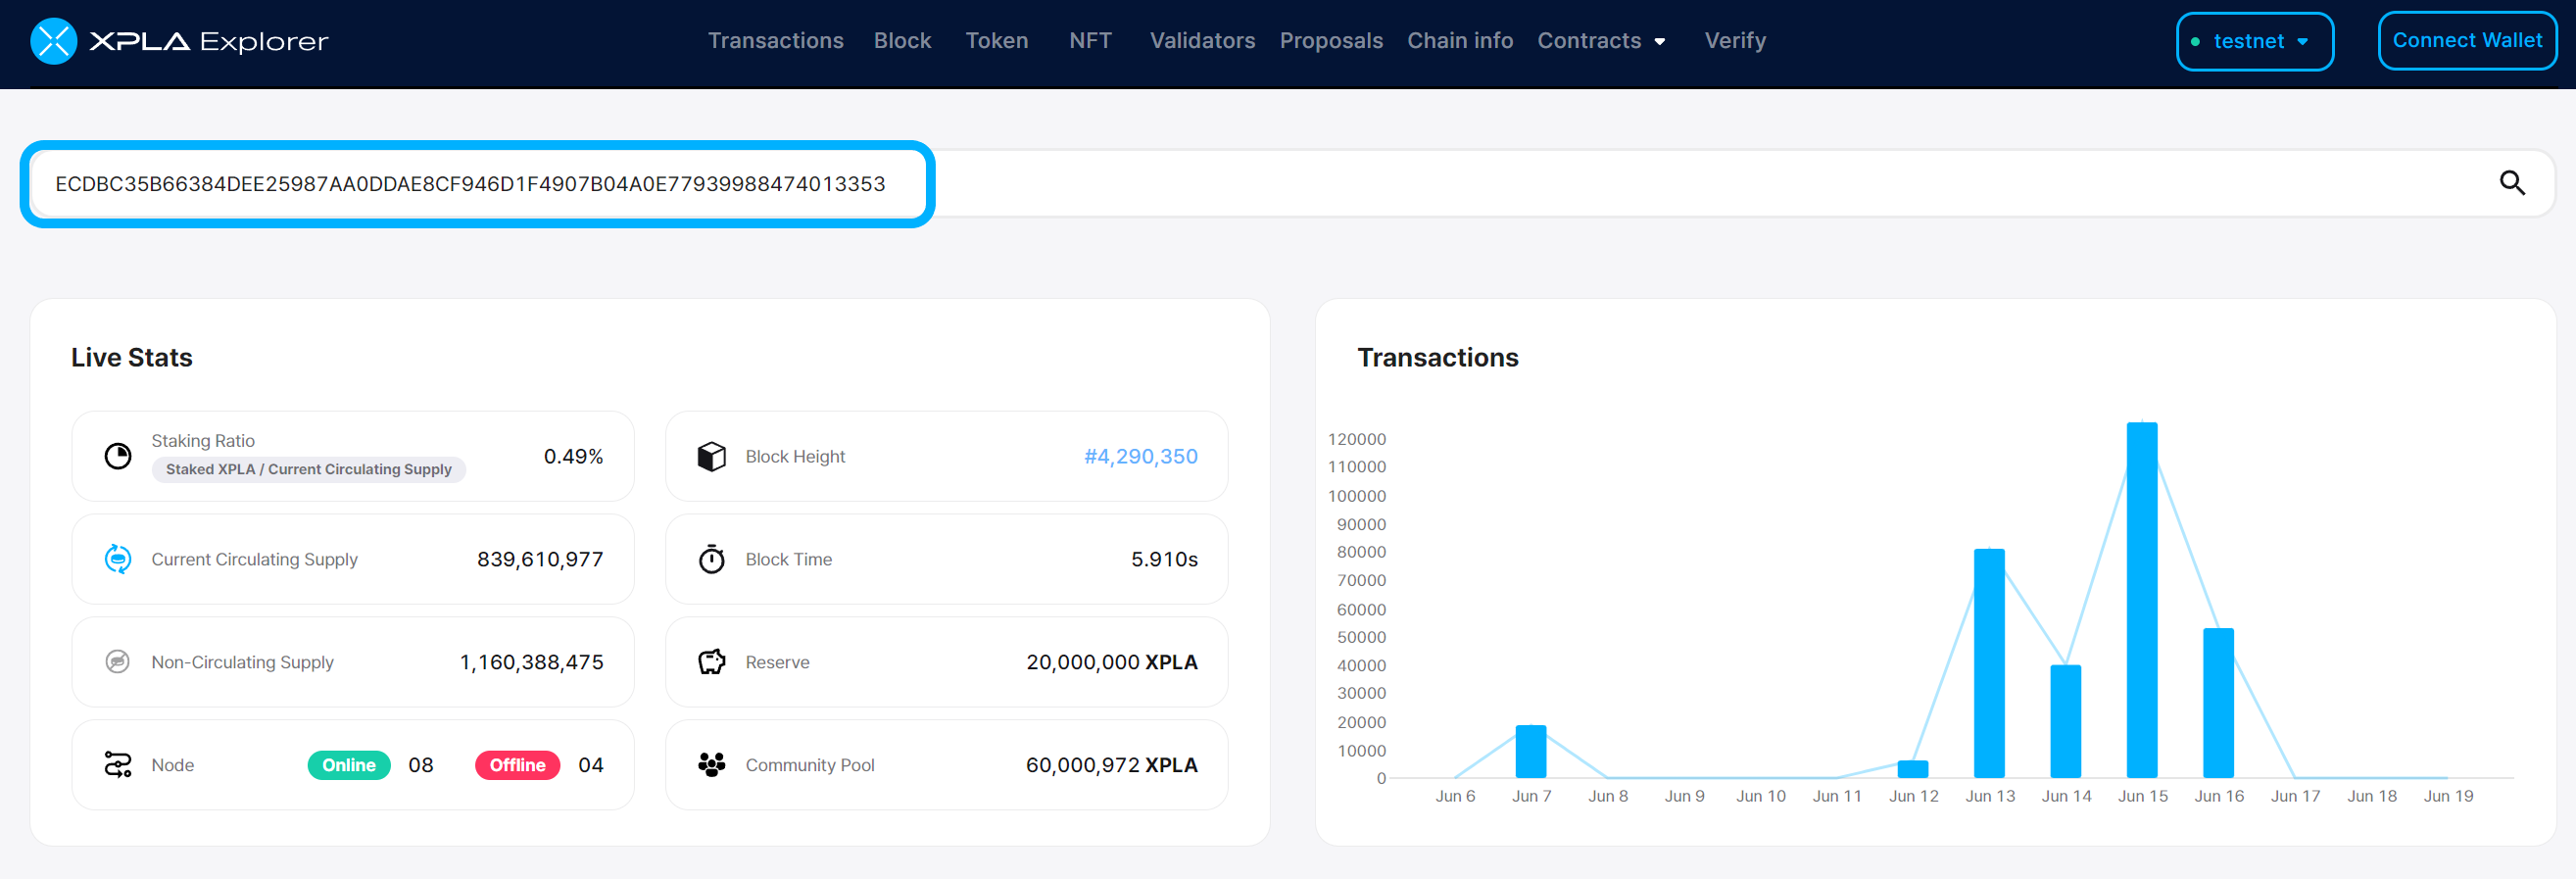 XPLA Explorer
Transactions Block Token NFT Validators Proposals Chain info Contracts Verify
testnet
Connect Wallet
ECDBC35B66384DEE25987AA0DDAE8CF946D1F4907B04A0E77939988474013353
Live Stats
Staking Ratio
Staked XPLA / Current Circulating Supply
0.49%
Block Height #4,290,350
Current Circulating Supply 839,610,977
Block Time 5.910s
Non-Circulating Supply 1,160,388,475
Reserve 20,000,000 XPLA
Node Online 08 Offline 04
Community Pool 60,000,972 XPLA
Transactions
120000
110000
100000
90000
80000
70000
60000
50000
40000
30000
20000
10000
0
Jun 6 Jun 7 Jun 8 Jun 9 Jun 10 Jun 11 Jun 12 Jun 13 Jun 14 Jun 15 Jun 16 Jun 17 Jun 18 Jun 19